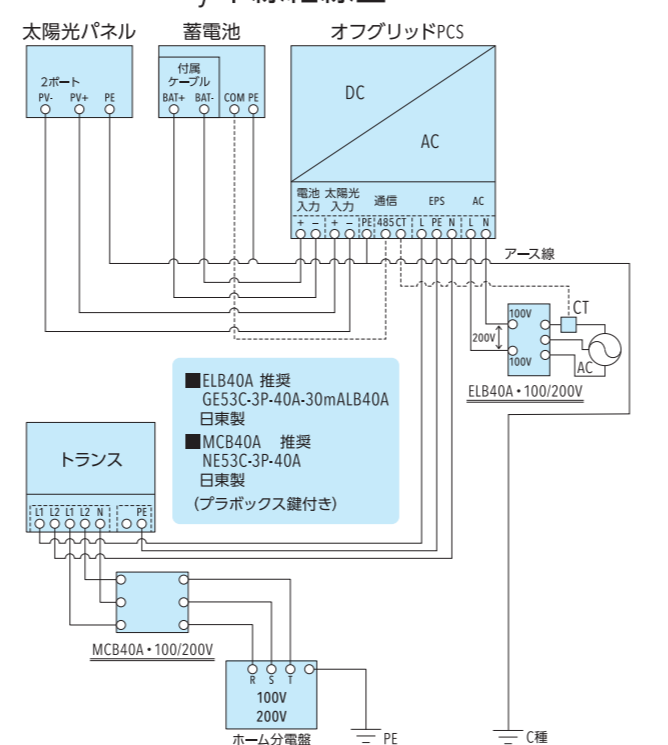 太陽光パネル
2ポート
PV- PV+ PE
蓄電池
付属
ケーブル
BAT+ BAT- COM PE
オフグリッドPCS
DC
AC
電池 太陽光 通信 EPS AC
入力 入力
+ - + - PE 485 CT L PE N L N
アース線
CT
100V
200V
100V
AC
ELB40A・100/200V
■ELB40A 推奨
GE53C-3P-40A-30mALB40A
日東製
■MCB40A 推奨
NE53C-3P-40A
日東製
(プラボックス鍵付き)
トランス
L1 L2 L1 L2 N PE
MCB40A・100/200V
R S T
100V
200V
ホーム分電盤
PE
C種